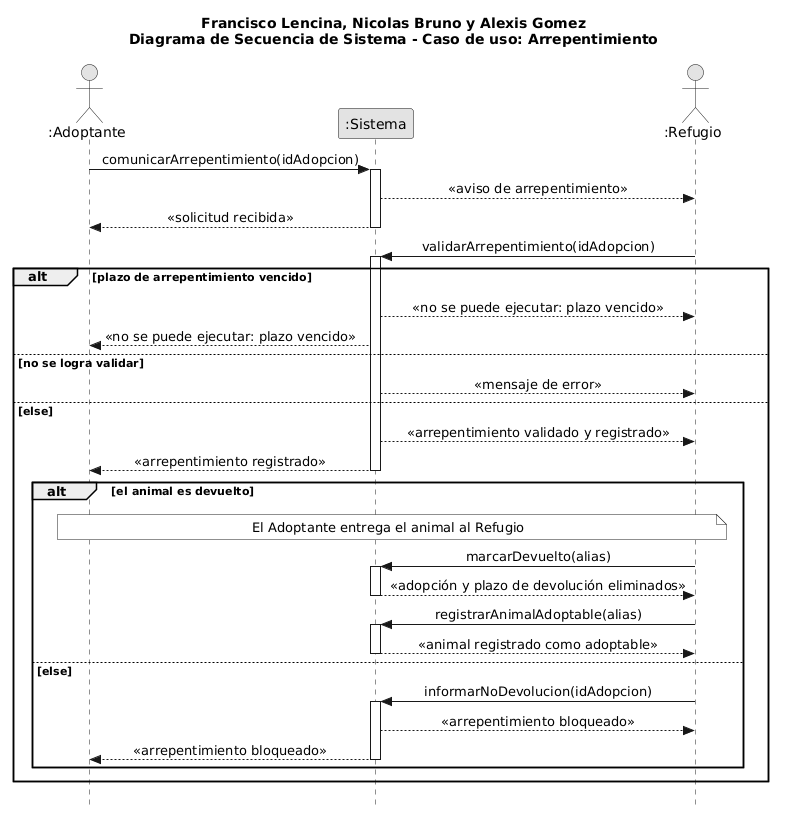 Francisco Lencina, Nicolas Bruno y Alexis Gomez
Diagrama de Secuencia de Sistema - Caso de uso: Arrepentimiento
:Adoptante
:Sistema
:Refugio
comunicarArrepentimiento(idAdopcion)
«aviso de arrepentimiento»
«solicitud recibida»
validarArrepentimiento(idAdopcion)
alt
[plazo de arrepentimiento vencido]
«no se puede ejecutar: plazo vencido»
«no se puede ejecutar: plazo vencido»
[no se logra validar]
«mensaje de error»
[else]
«arrepentimiento validado y registrado»
«arrepentimiento registrado»
alt
[el animal es devuelto]
El Adoptante entrega el animal al Refugio
marcarDevuelto(alias)
«adopción y plazo de devolución eliminados»
registrarAnimalAdoptable(alias)
«animal registrado como adoptable»
[else]
informarNoDevolucion(idAdopcion)
«arrepentimiento bloqueado»
«arrepentimiento bloqueado»